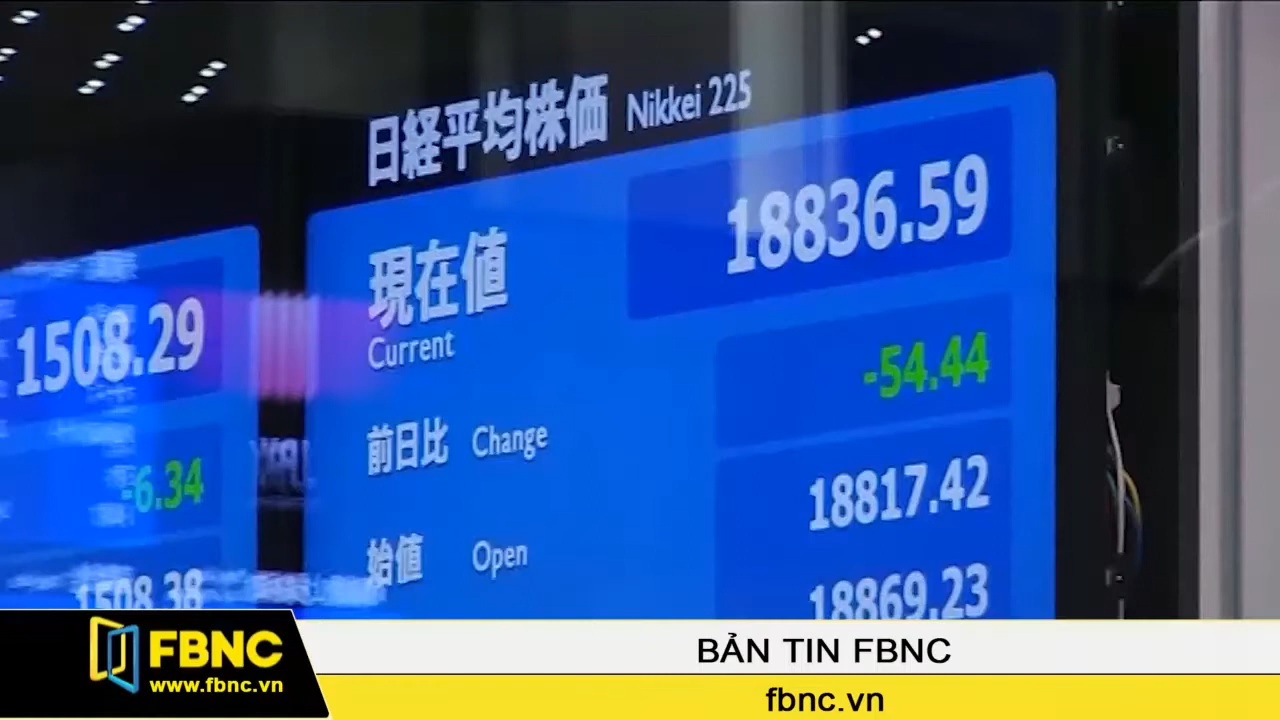 日経平均株価 Nikkei 225
18836.59
現在値
Current
-54.44
前日比 Change
18817.42
始値 Open
18869.23
1508.29
-6.34
1508.38
FBNC
www.fbnc.vn
BẢN TIN FBNC
fbnc.vn